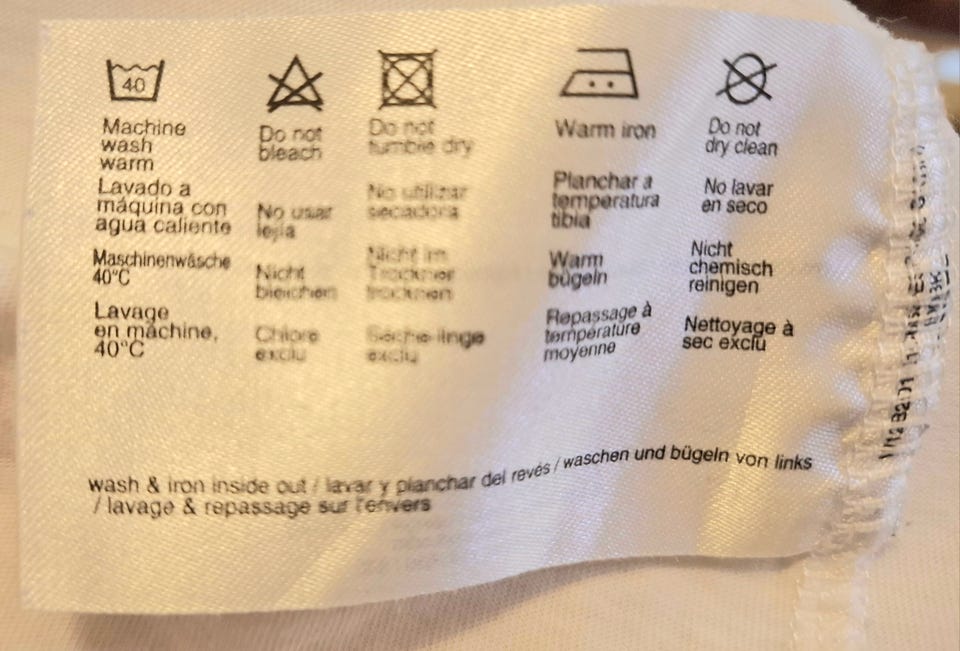 40
Machine
wash
warm
Lavado a
máquina con
agua caliente
Maschinenwäsche
40°C
Lavage
en machine,
40°C
Do not
bleach
No usar
lejía
Nicht
bleichen
Chlore
exclu
Do not
tumble dry
No utilizar
secadora
Nicht im
Trockner
trocknen
Sèche-linge
exclu
Warm iron
Planchar a
temperatura
tibia
Warm
bügeln
Repassage à
température
moyenne
Do not
dry clean
No lavar
en seco
Nicht
chemisch
reinigen
Nettoyage à
sec exclu
wash & iron inside out / lavar y planchar del revés / waschen und bügeln von links
/ lavage & repassage sur l'envers